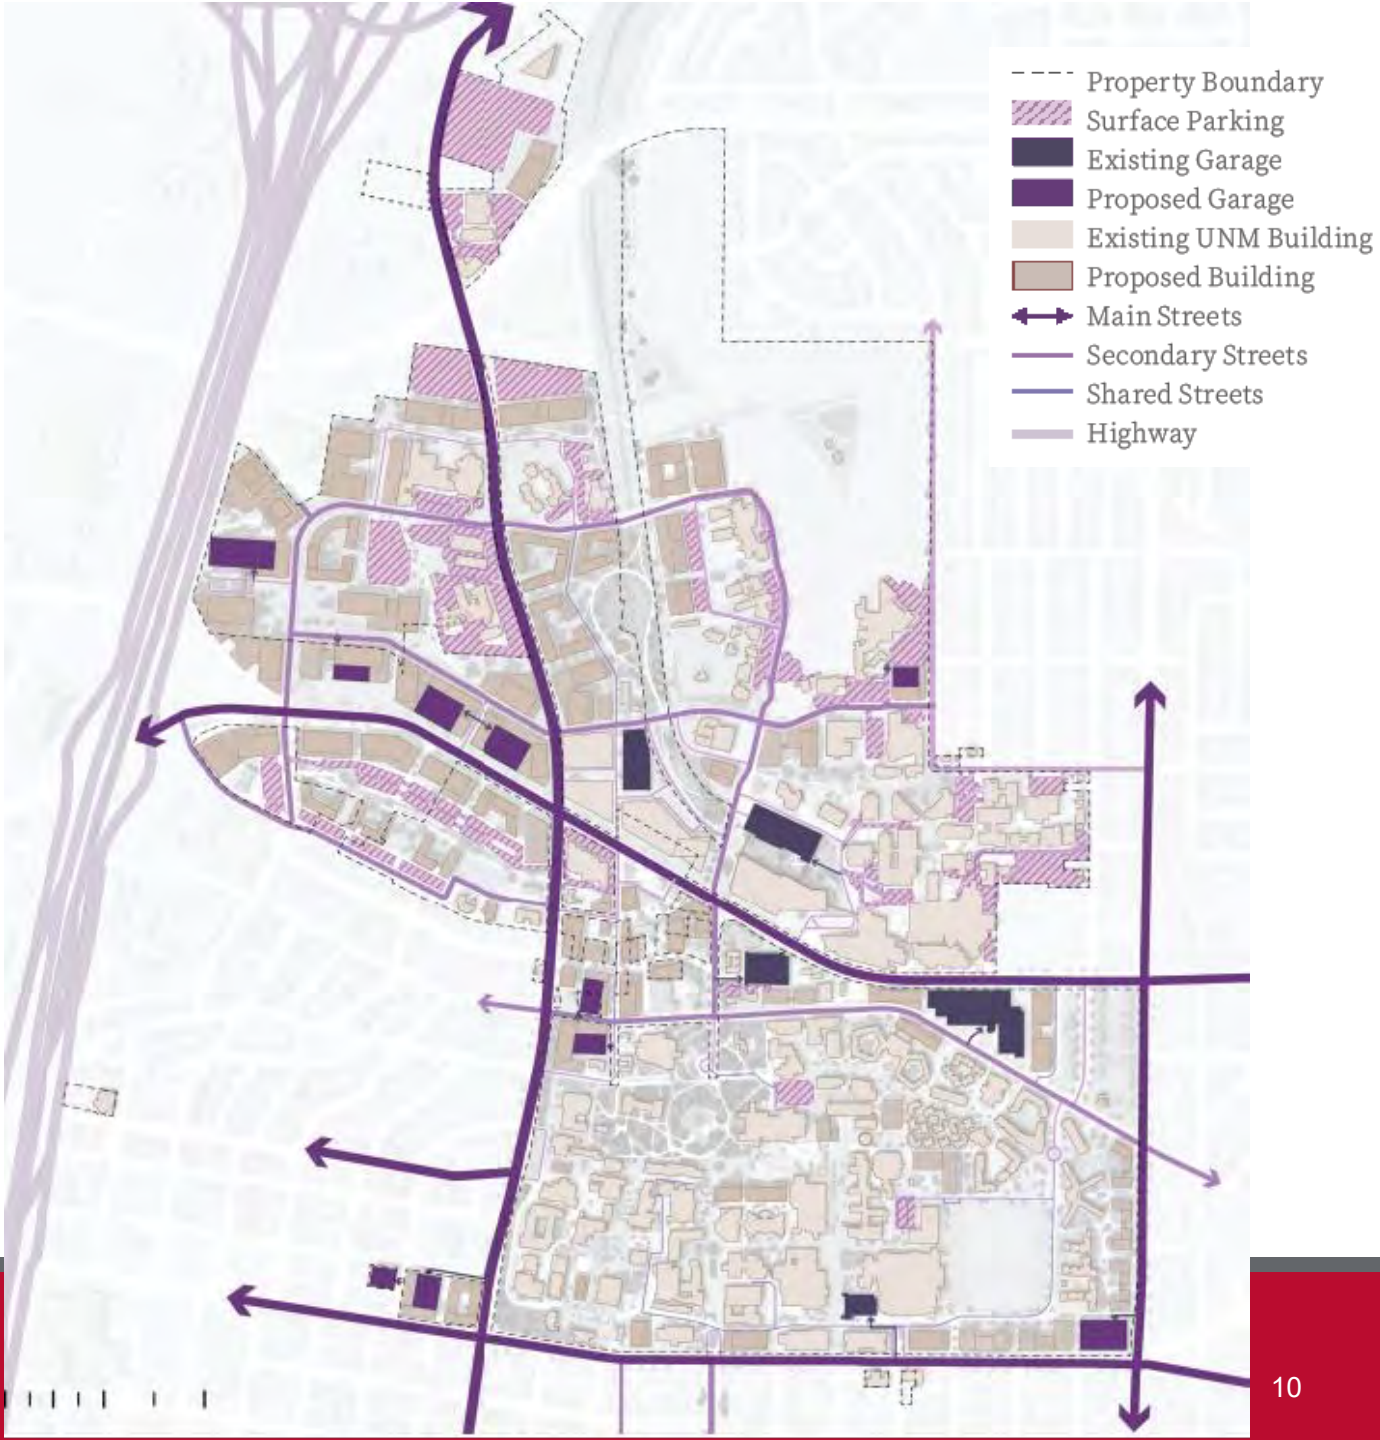 Property Boundary
Surface Parking
Existing Garage
Proposed Garage
Existing UNM Building
Proposed Building
Main Streets
Secondary Streets
Shared Streets
Highway
10